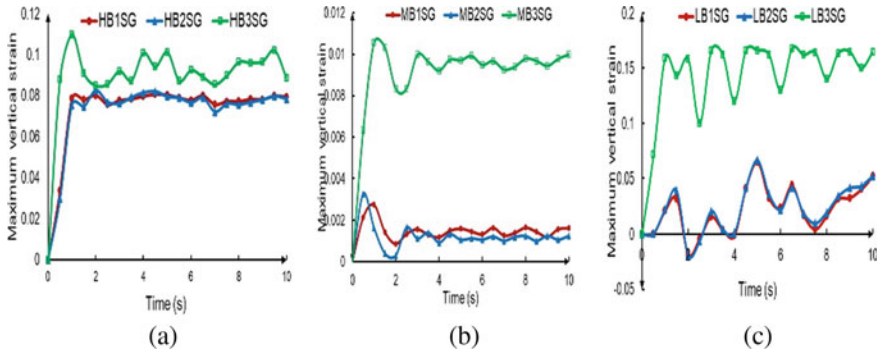 HB1SG HB2SG HB3SG
Maximum vertical strain
0.12
0.1
0.08
0.06
0.04
0.02
0
0 2 4 6 8 10
Time (s)
(a)
MB1SG MB2SG MB3SG
Maximum vertical strain
0.012
0.01
0.008
0.006
0.004
0.002
0.000
0 2 4 6 8 10
Time (s)
(b)
LB1SG LB2SG LB3SG
Maximum vertical strain
0.2
0.15
0.1
0.05
0
-0.05
0 2 4 6 8 10
Time (s)
(c)